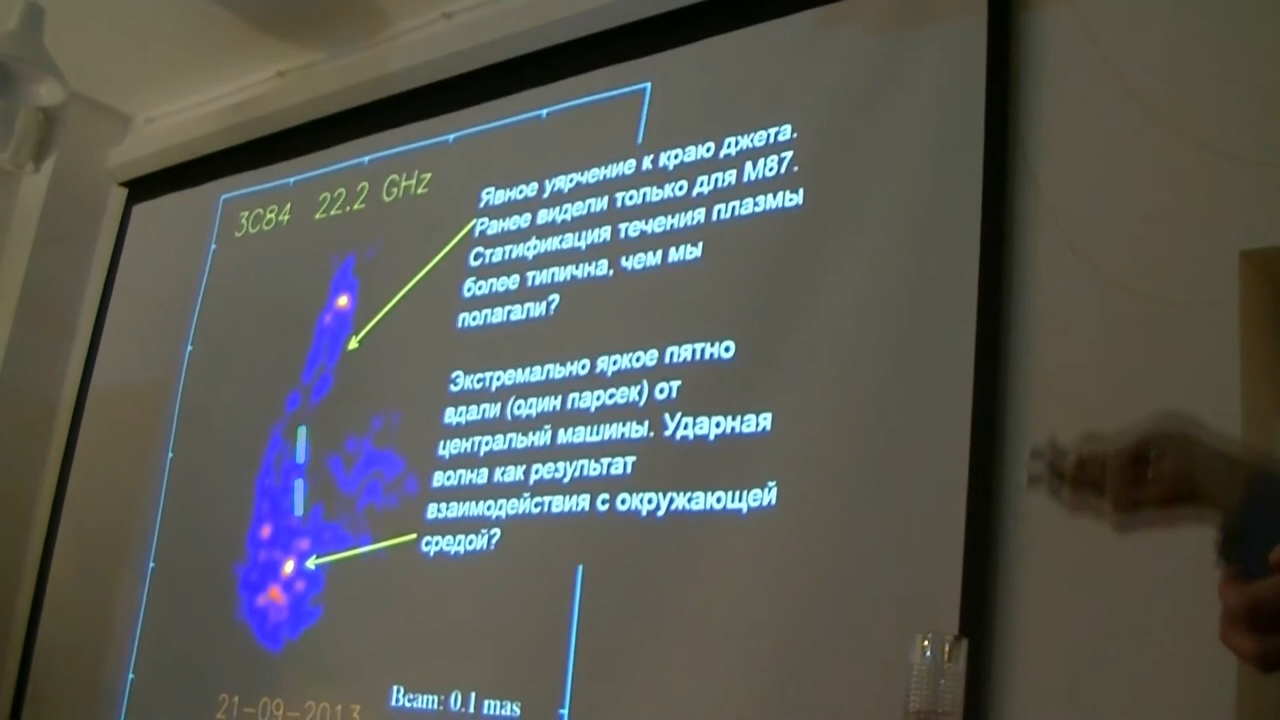 3C84 22.2 GHz
Явное уярчение к краю джета.
Ранее видели только для М87.
Статификация течения плазмы
более типична, чем мы
полагали?
Экстремально яркое пятно
вдали (один парсек) от
центральнй машины. Ударная
волна как результат
взаимодействия с окружающей
средой?
Beam: 0.1 mas
21-09-2013